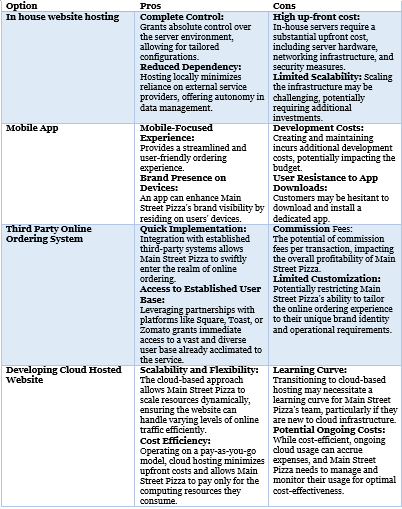 Option Pros Cons
In house website hosting
Complete Control:
Grants absolute control over
the server environment,
allowing for tailored
configurations.
Reduced Dependency:
Hosting locally minimizes
reliance on external service
providers, offering autonomy in
data management.
High up-front cost:
In-house servers require a
substantial upfront cost,
including server hardware,
networking infrastructure, and
security measures.
Limited Scalability: Scaling
the infrastructure may be
challenging, potentially
requiring additional
investments.
Mobile App
Mobile-Focused
Experience:
Provides a streamlined and
user-friendly ordering
experience.
Brand Presence on
Devices:
An app can enhance Main
Street Pizza's brand visibility by
residing on users' devices.
Development Costs:
Creating and maintaining
incurs additional development
costs, potentially impacting the
budget.
User Resistance to App
Downloads:
Customers may be hesitant to
download and install a
dedicated app.
Third Party Online
Ordering System
Quick Implementation:
Integration with established
third-party systems allows
Main Street Pizza to swiftly
enter the realm of online
ordering.
Access to Established User
Base:
Leveraging partnerships with
platforms like Square, Toast, or
Zomato grants immediate
access to a vast and diverse
user base already acclimated to
the service.
Commission Fees:
The potential of commission
fees per transaction, impacting
the overall profitability of Main
Street Pizza.
Limited Customization:
Potentially restricting Main
Street Pizza's ability to tailor
the online ordering experience
to their unique brand identity
and operational requirements.
Developing Cloud Hosted
Website
Scalability and Flexibility:
The cloud-based approach
allows Main Street Pizza to
scale resources dynamically,
ensuring the website can
handle varying levels of online
traffic efficiently.
Cost Efficiency:
Operating on a pay-as-you-go
model, cloud hosting minimizes
upfront costs and allows Main
Street Pizza to pay only for the
computing resources they
consume.
Learning Curve:
Transitioning to cloud-based
hosting may necessitate a
learning curve for Main Street
Pizza's team, particularly if they
are new to cloud infrastructure.
Potential Ongoing Costs:
While cost-efficient, ongoing
cloud usage can accrue
expenses, and Main Street
Pizza needs to manage and
monitor their usage for optimal
cost-effectiveness.